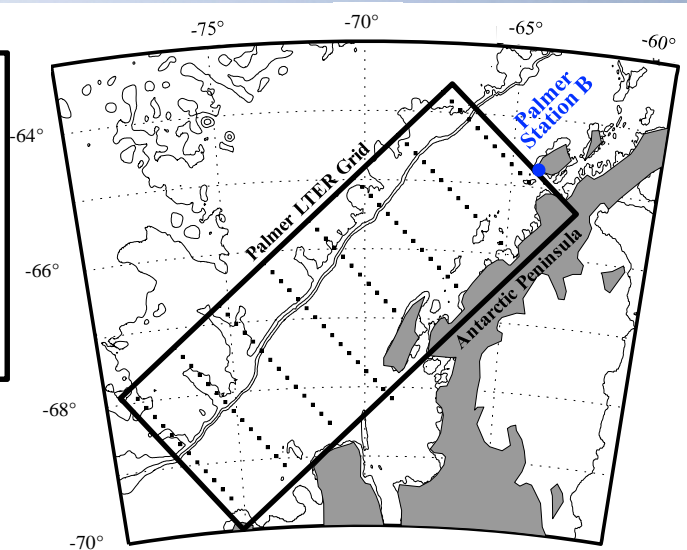 -75°
-70°
-65°
-60°
-64°
-66°
-68°
-70°
Palmer
Station B
Palmer LTER Grid
Antarctic Peninsula